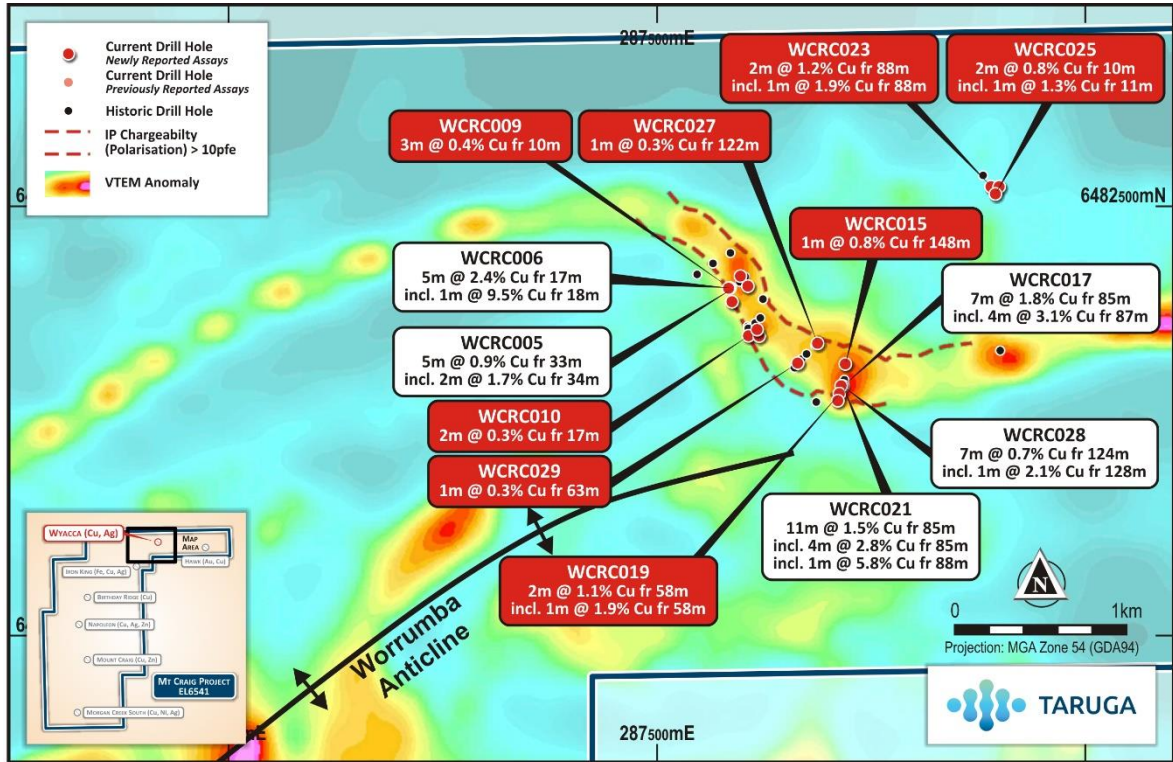 Current Drill Hole
Newly Reported Assays
Current Drill Hole
Previously Reported Assays
Historic Drill Hole
IP Chargeabilty
(Polarisation) > 10pfe
VTEM Anomaly
287500mE
WCRC023
2m @ 1.2% Cu fr 88m
incl. 1m @ 1.9% Cu fr 88m
WCRC025
2m @ 0.8% Cu fr 10m
incl. 1m @ 1.3% Cu fr 11m
WCRC009
3m @ 0.4% Cu fr 10m
WCRC027
1m @ 0.3% Cu fr 122m
6482500mN
WCRC015
1m @ 0.8% Cu fr 148m
WCRC006
5m @ 2.4% Cu fr 17m
incl. 1m @ 9.5% Cu fr 18m
WCRC017
7m @ 1.8% Cu fr 85m
incl. 4m @ 3.1% Cu fr 87m
WCRC005
5m @ 0.9% Cu fr 33m
incl. 2m @ 1.7% Cu fr 34m
WCRC010
2m @ 0.3% Cu fr 17m
WCRC029
1m @ 0.3% Cu fr 63m
WCRC028
7m @ 0.7% Cu fr 124m
incl. 1m @ 2.1% Cu fr 128m
WCRC021
11m @ 1.5% Cu fr 85m
incl. 4m @ 2.8% Cu fr 85m
incl. 1m @ 5.8% Cu fr 88m
WCRC019
2m @ 1.1% Cu fr 58m
incl. 1m @ 1.9% Cu fr 58m
Worrumba
Anticline
N
0 1km
Projection: MGA Zone 54 (GDA94)
WYACCA (CU, AG)
MAP
AREA
HAWK (AU, CU)
IRON KING (FE, CU, AG)
BIRTHDAY RIDGE (CU)
NAPOLEON (CU, AG, ZN)
MOUNT CRAIG (CU, ZN)
MT CRAIG PROJECT
EL6541
MORGAN CREEK SOUTH (CU, NI, AG)
287500mE
TARUGA